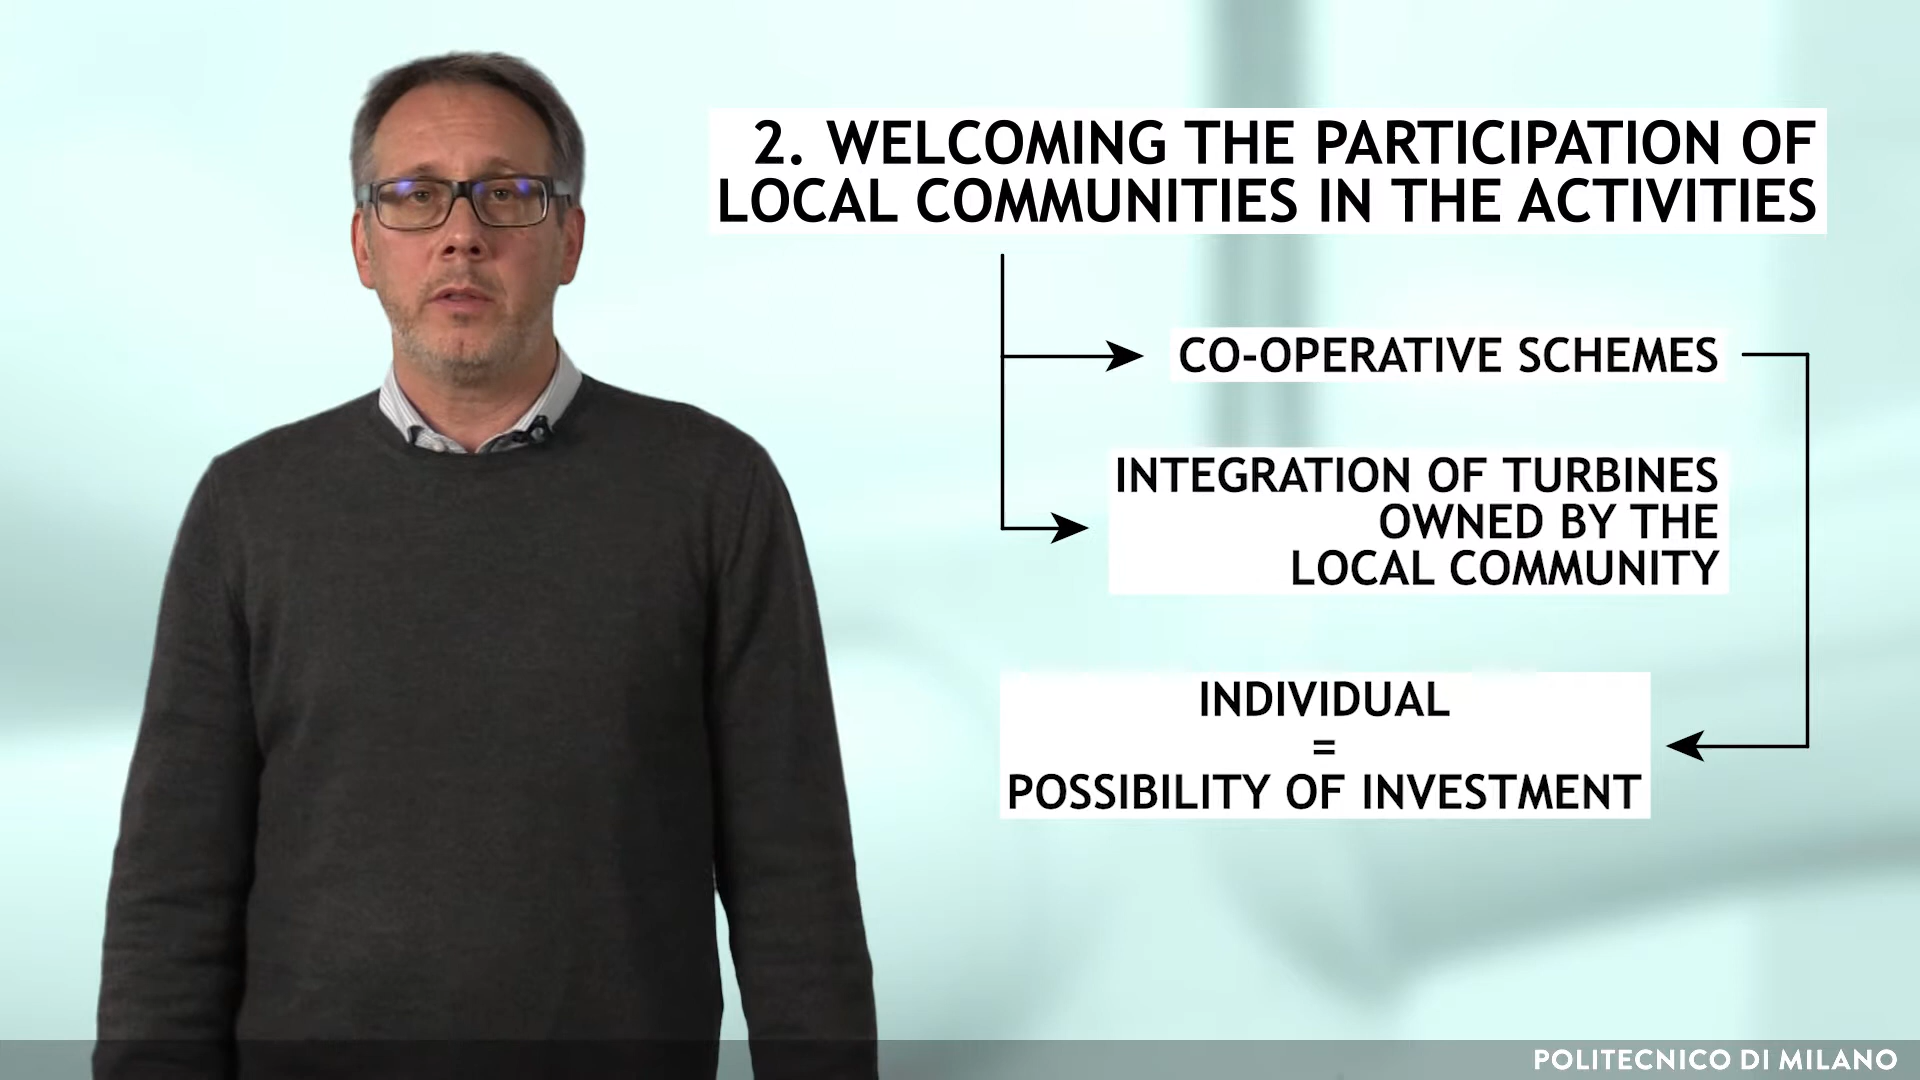 2. WELCOMING THE PARTICIPATION OF
LOCAL COMMUNITIES IN THE ACTIVITIES
CO-OPERATIVE SCHEMES
INTEGRATION OF TURBINES
OWNED BY THE
LOCAL COMMUNITY
INDIVIDUAL
=
POSSIBILITY OF INVESTMENT
POLITECNICO DI MILANO